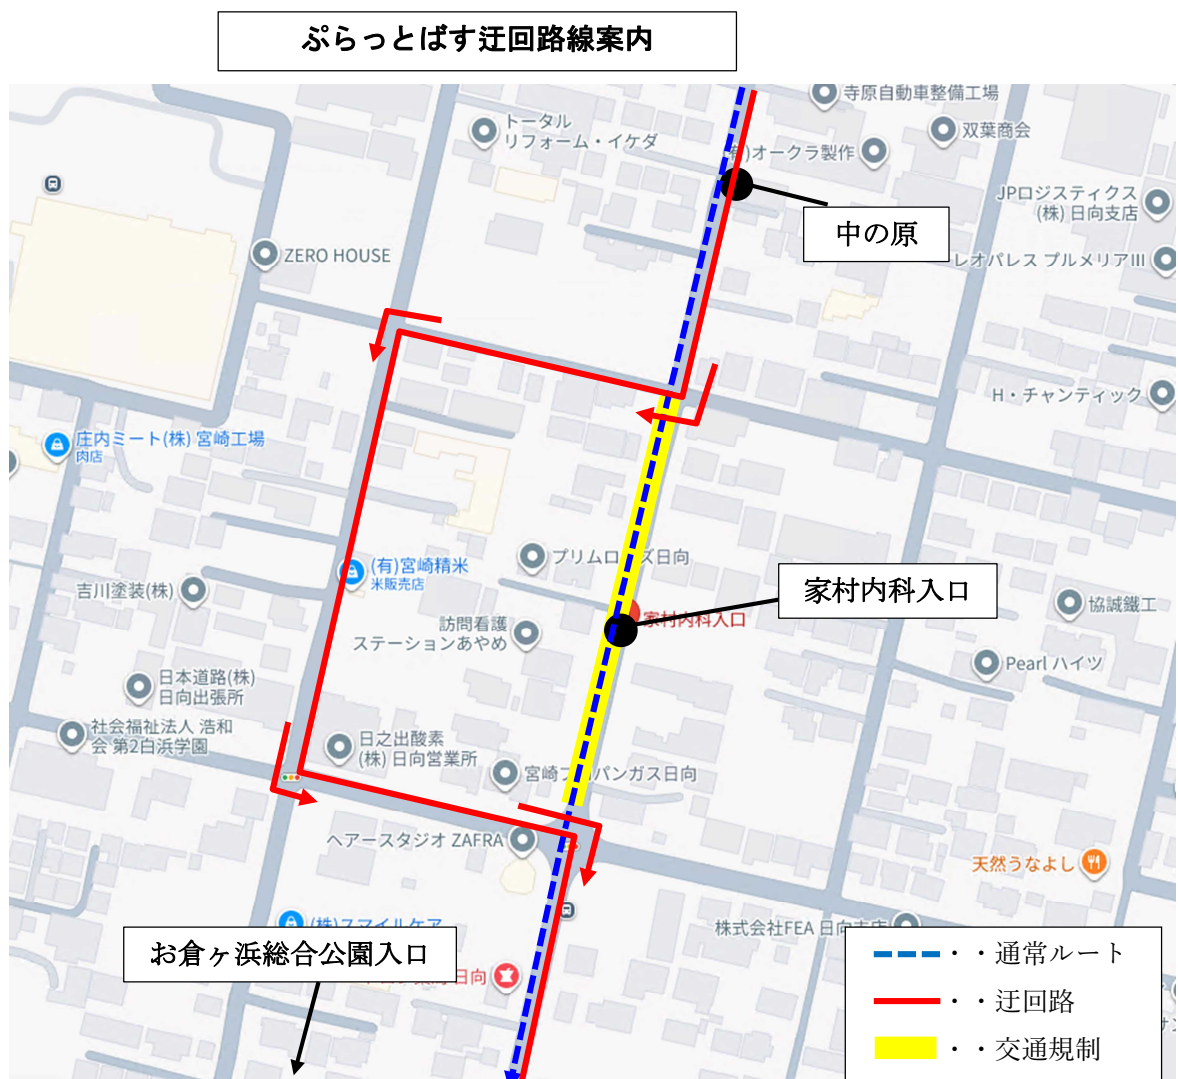 ぷらっとばす迂回路線案内
寺原自動車整備工場
トータル
リフォーム・イケダ
双葉商会
)オークラ製作
JPロジスティクス
(株) 日向支店
中の原
ZERO HOUSE
レオパレス プルメリアIII
H・チャンティック
庄内ミート(株) 宮崎工場
肉店
プリムロ
ズ日向
(有)宮崎精米
米販売店
吉川塗装(株)
家村内科入口
家村内科入口
協誠鐵工
訪問看護
ステーションあやめ
Pearl ハイツ
日本道路(株)
日向出張所
社会福祉法人 浩和
会 第2白浜学園
日之出酸素
(株) 日向営業所
宮崎プ
パンガス日向
ヘアースタジオ ZAFRA
天然うなよし
(株)スマイルケア
株式会社FEA 日向支店
お倉ヶ浜総合公園入口
日向
・・通常ルート
・・迂回路
・・交通規制